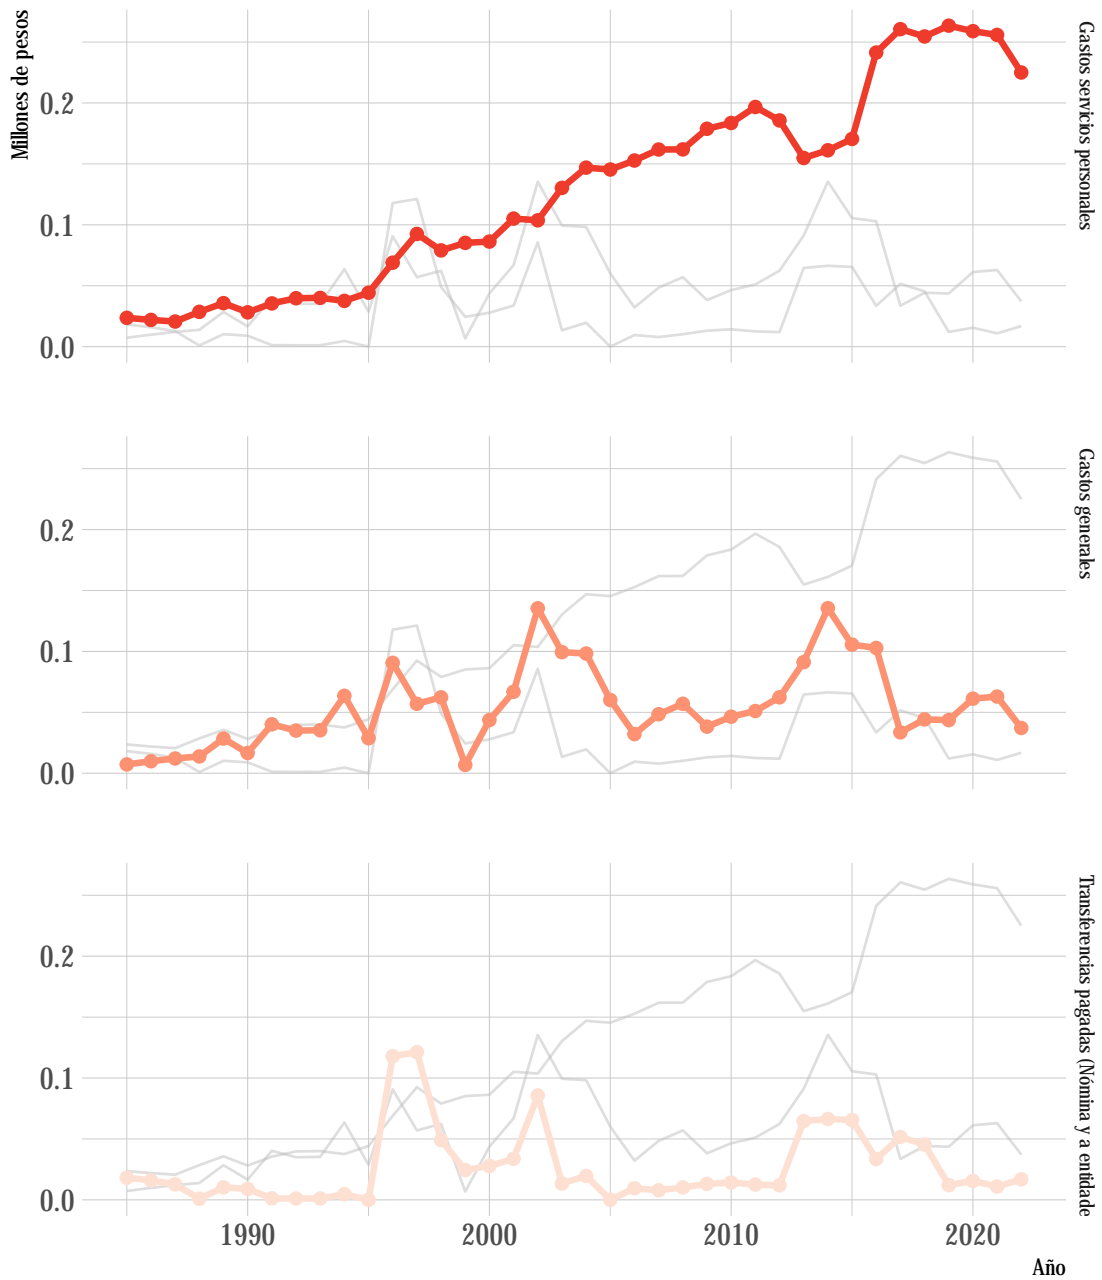 Millones de pesos
0.2
0.1
0.0
Gastos servicios personales
0.2
0.1
0.0
Gastos generales
0.2
0.1
0.0
Transferencias pagadas (Nómina y a entidade
1990
2000
2010
2020
Año